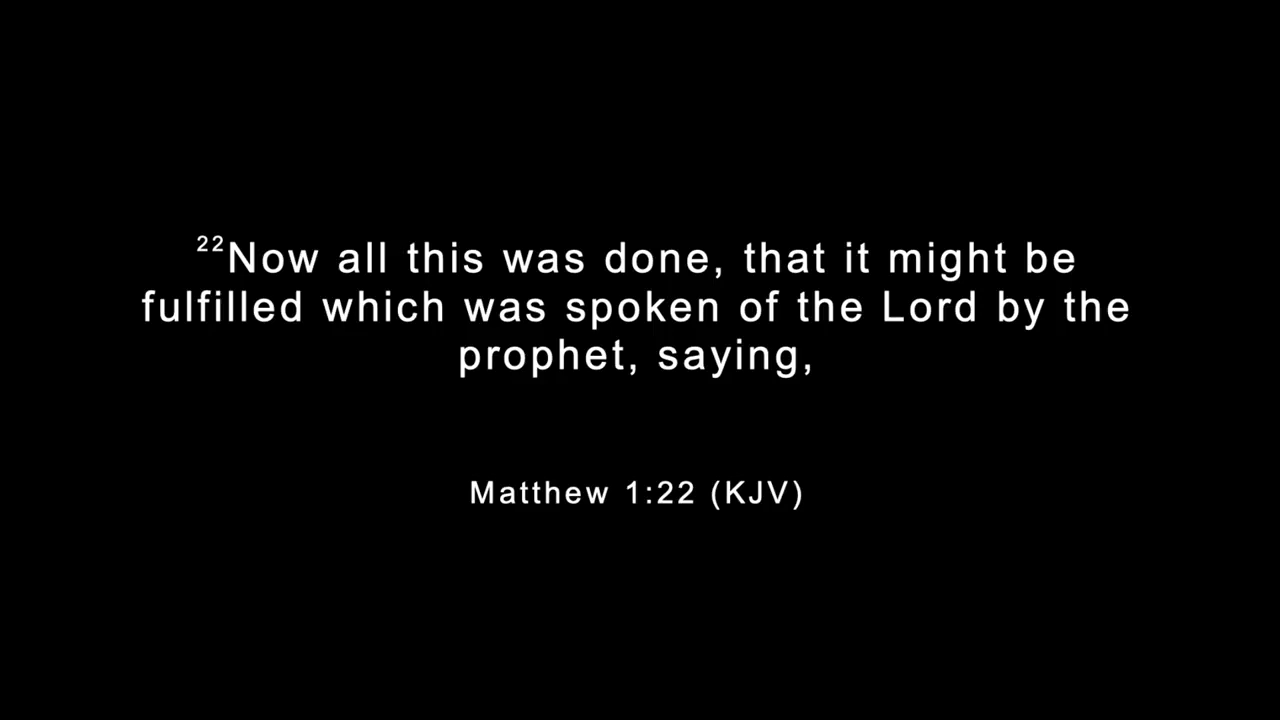 22Now all this was done, that it might be
fulfilled which was spoken of the Lord by the
prophet, saying,
Matthew 1:22 (KJV)